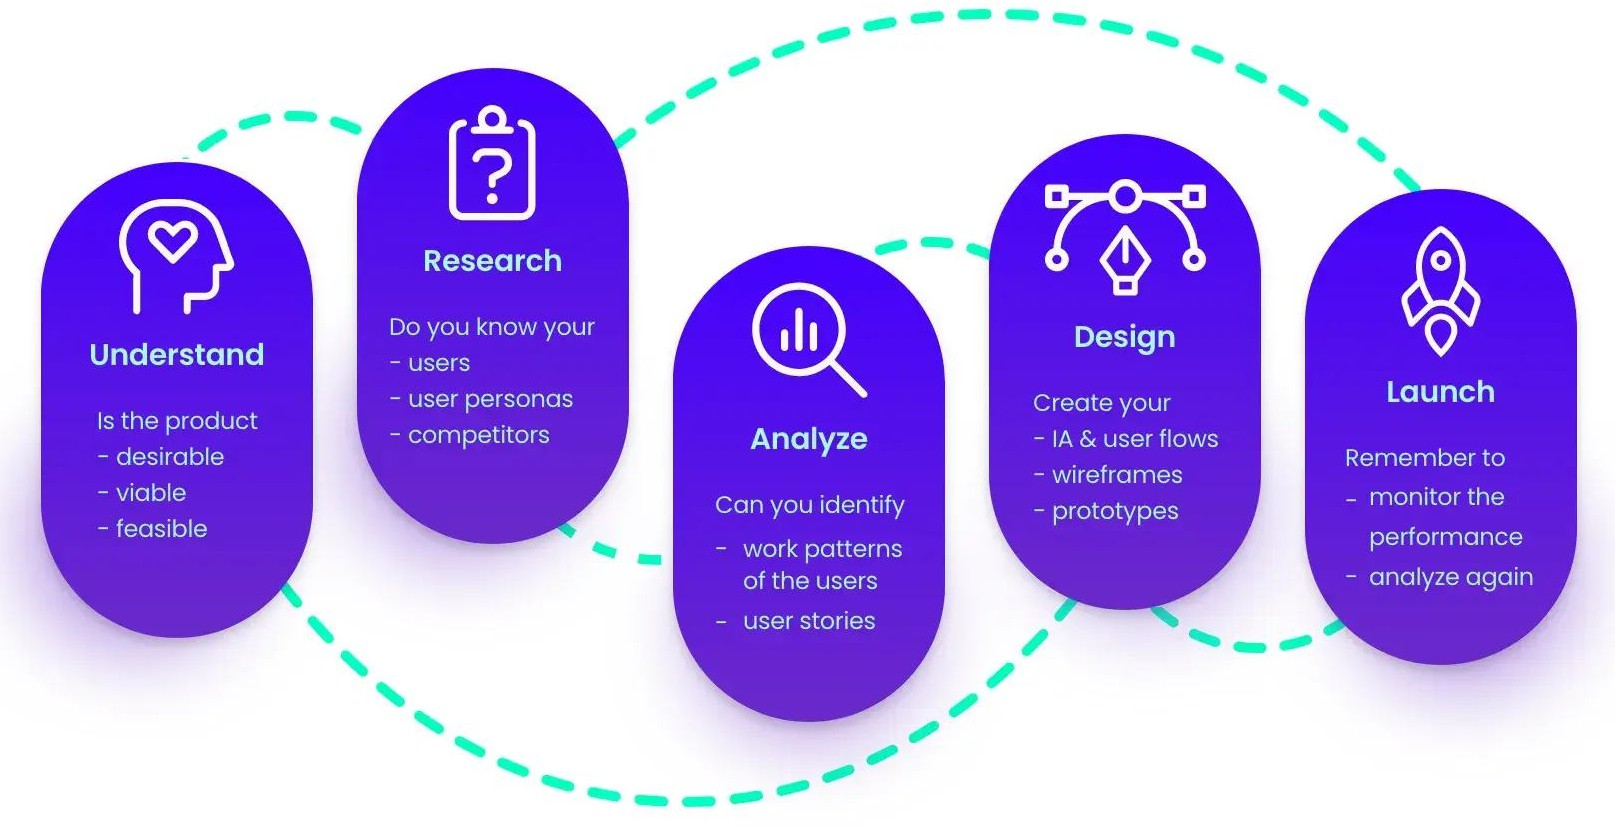 Understand
Is the product
- desirable
- viable
- feasible
Research
Do you know your
- users
- user personas
- competitors
Analyze
Can you identify
- work patterns
of the users
- user stories
Design
Create your
- IA & user flows
- wireframes
- prototypes
Launch
Remember to
- monitor the
performance
- analyze again